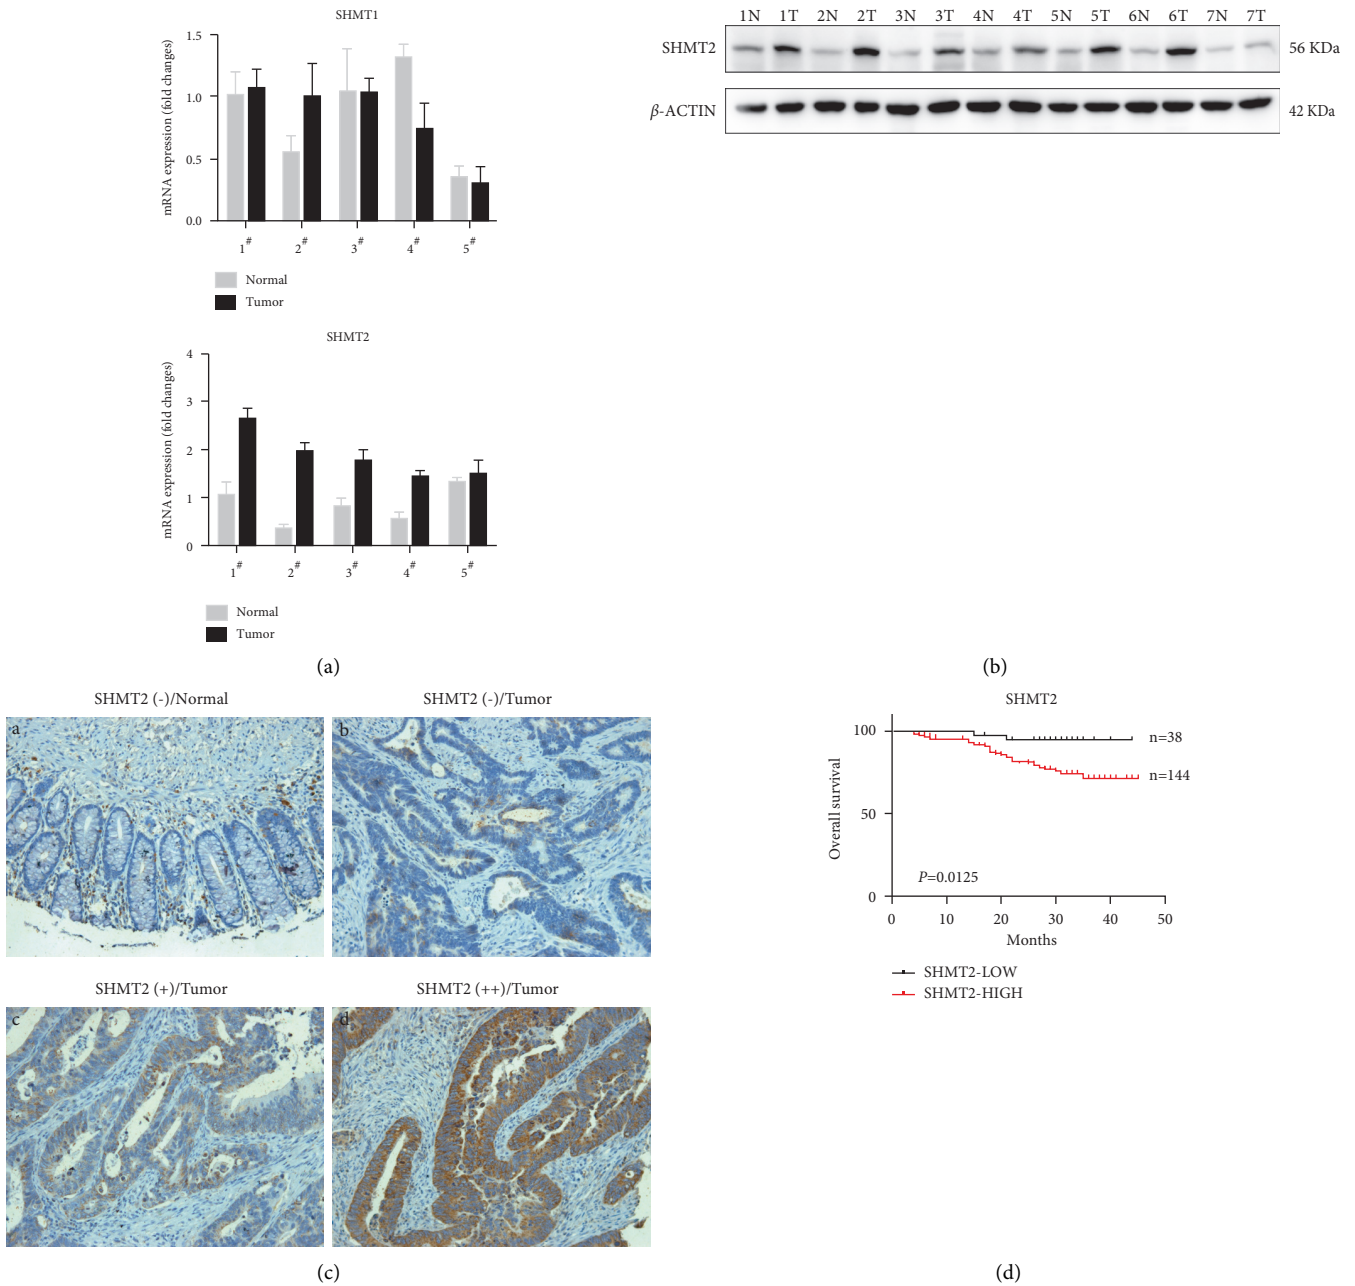 SHMT1
mRNA expression (fold changes)
1.5
1.0
0.5
0.0
1# 2# 3# 4# 5#
Normal
Tumor
SHMT2
mRNA expression (fold changes)
4
3
2
1
0
1# 2# 3# 4# 5#
Normal
Tumor
(a)
1N 1T 2N 2T 3N 3T 4N 4T 5N 5T 6N 6T 7N 7T
SHMT2 56 KDa
β-ACTIN 42 KDa
(b)
SHMT2 (-)/Normal
a
SHMT2 (-)/Tumor
b
SHMT2 (+)/Tumor
c
SHMT2 (++)/Tumor
d
(c)
SHMT2
Overall survival
100
50
0
n=38
n=144
P=0.0125
0 10 20 30 40 50
Months
SHMT2-LOW
SHMT2-HIGH
(d)